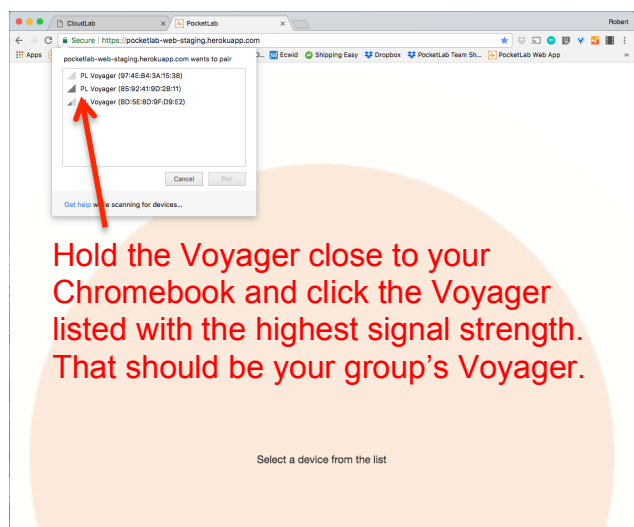 CloudLab
PocketLab
Robert
Secure | https://pocketlab-web-staging.herokuapp.com
Apps
Ecwid
Shipping Easy
Dropbox
PocketLab Team Sh...
PocketLab Web App
pocketlab-web-staging.herokuapp.com wants to pair
PL Voyager (97:4E:B4:3A:15:38)
PL Voyager (85:92:41:9D:2B:11)
PL Voyager (BD:5E:8D:9F:D9:E2)
Cancel
Pair
Get help while scanning for devices...
Hold the Voyager close to your
Chromebook and click the Voyager
listed with the highest signal strength.
That should be your group’s Voyager.
Select a device from the list